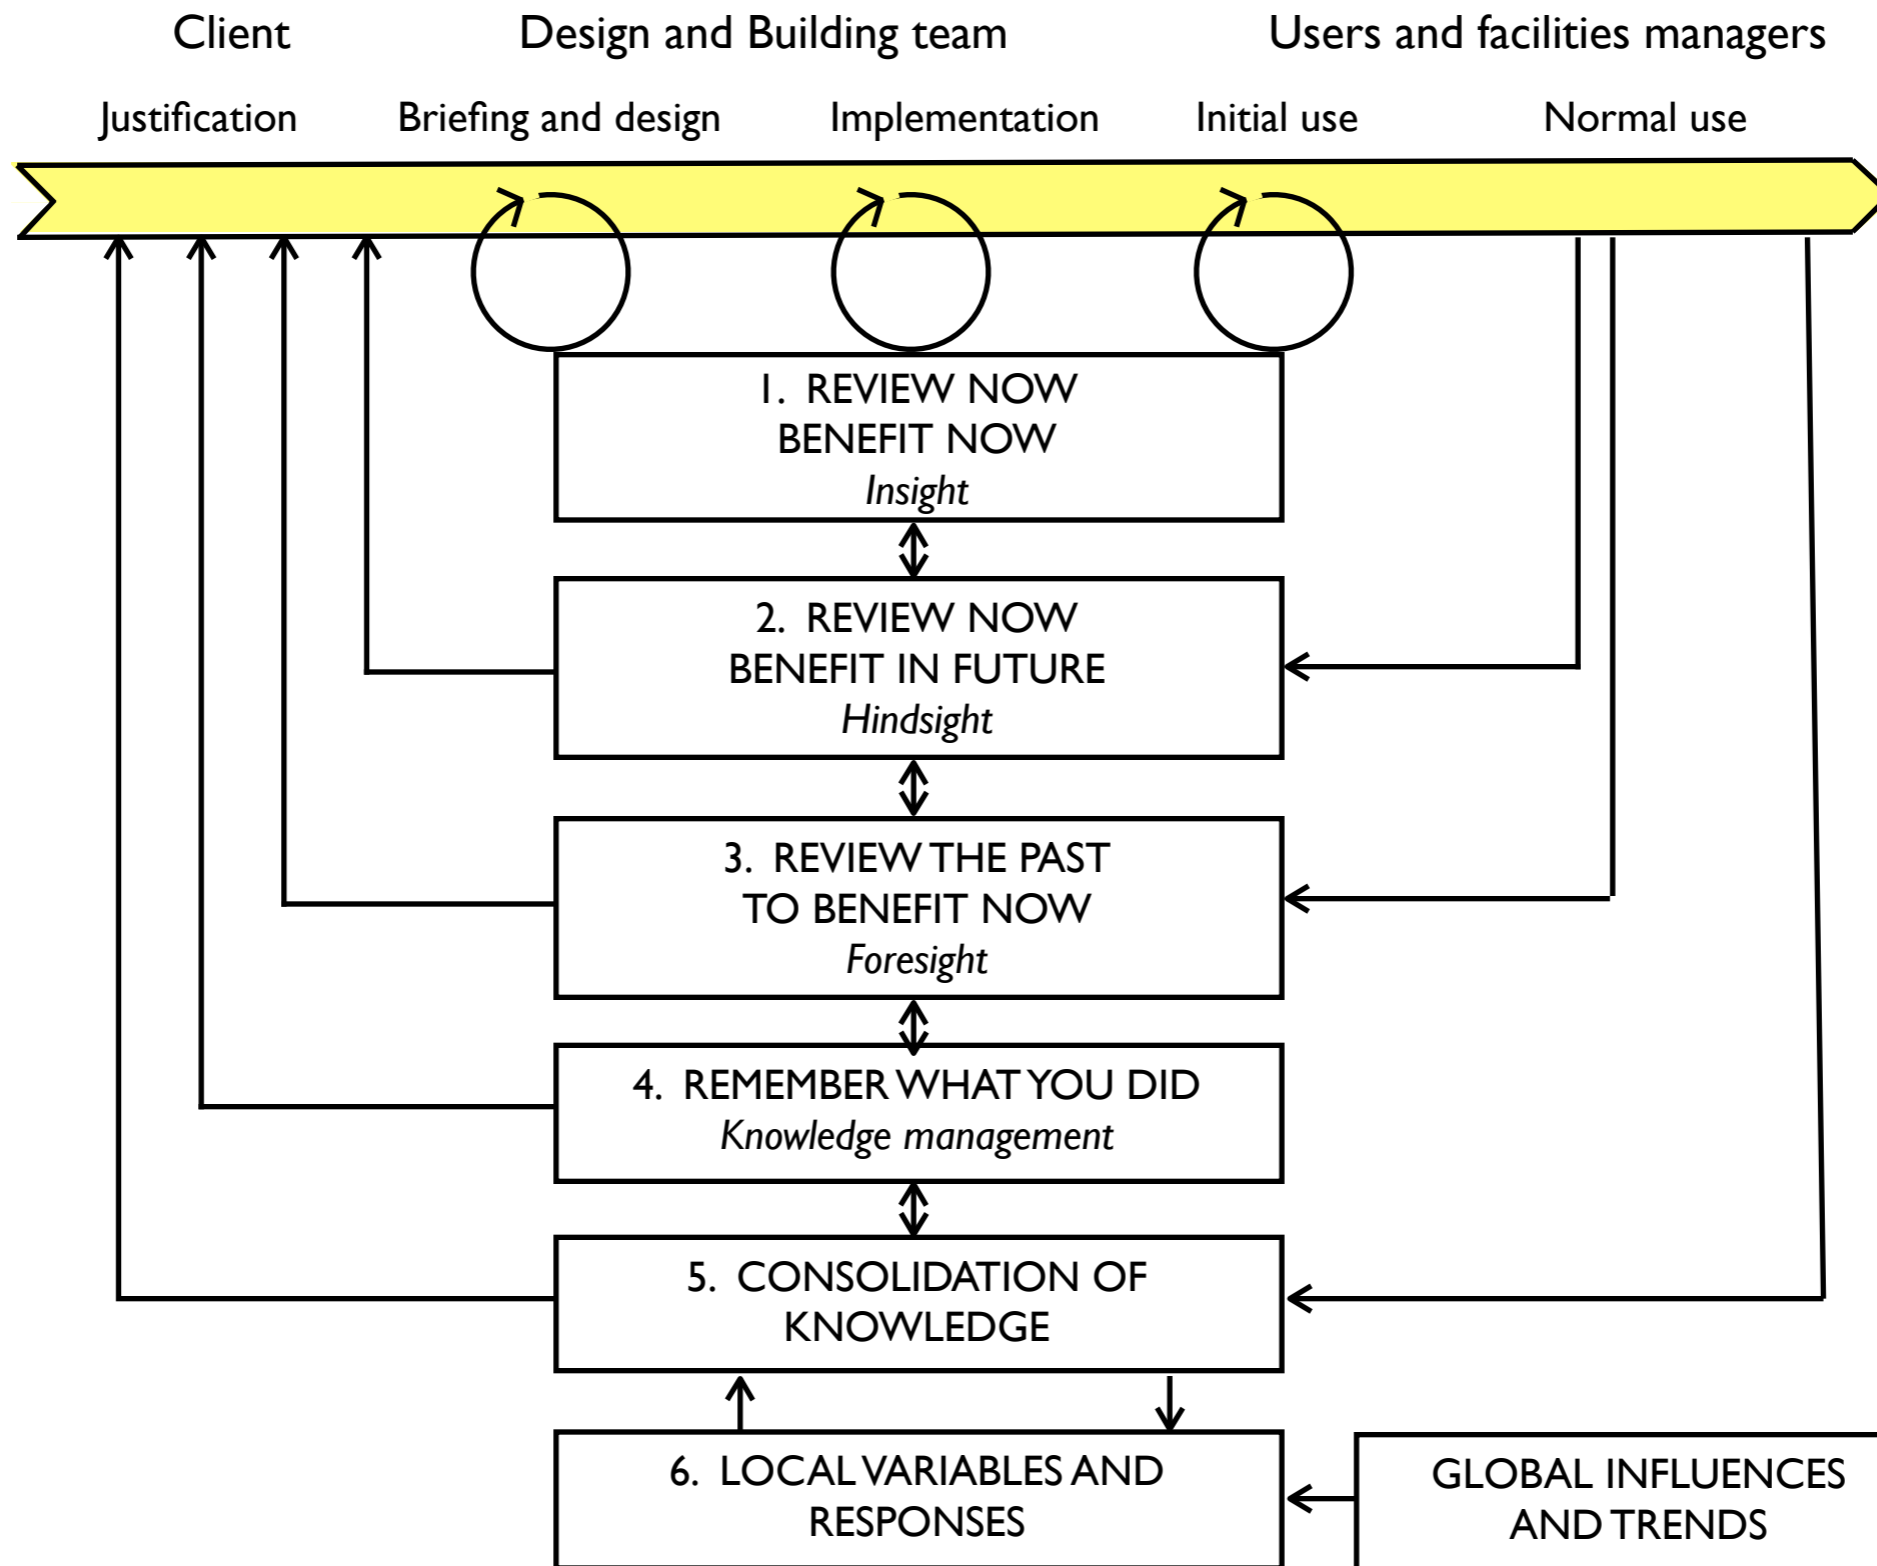 Client Design and Building team Users and facilities managers
Justification Briefing and design Implementation Initial use Normal use
1. REVIEW NOW
BENEFIT NOW
Insight
2. REVIEW NOW
BENEFIT IN FUTURE
Hindsight
3. REVIEW THE PAST
TO BENEFIT NOW
Foresight
4. REMEMBER WHAT YOU DID
Knowledge management
5. CONSOLIDATION OF
KNOWLEDGE
6. LOCAL VARIABLES AND
RESPONSES
GLOBAL INFLUENCES
AND TRENDS